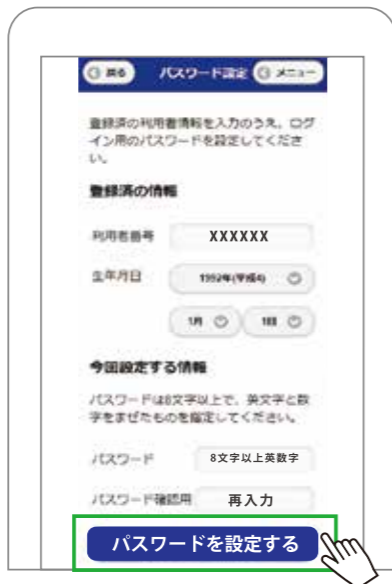 戻る パスワード設定 メニュー
登録済の利用者情報を入力のうえ、ログ
イン用のパスワードを設定してくださ
い。
登録済の情報
利用者番号 XXXXXX
生年月日 1992年(平成4)
1月 1日
今回設定する情報
パスワードは8文字以上で、英文字と数
字をまぜたものを指定してください。
パスワード 8文字以上英数字
パスワード確認用 再入力
パスワードを設定する